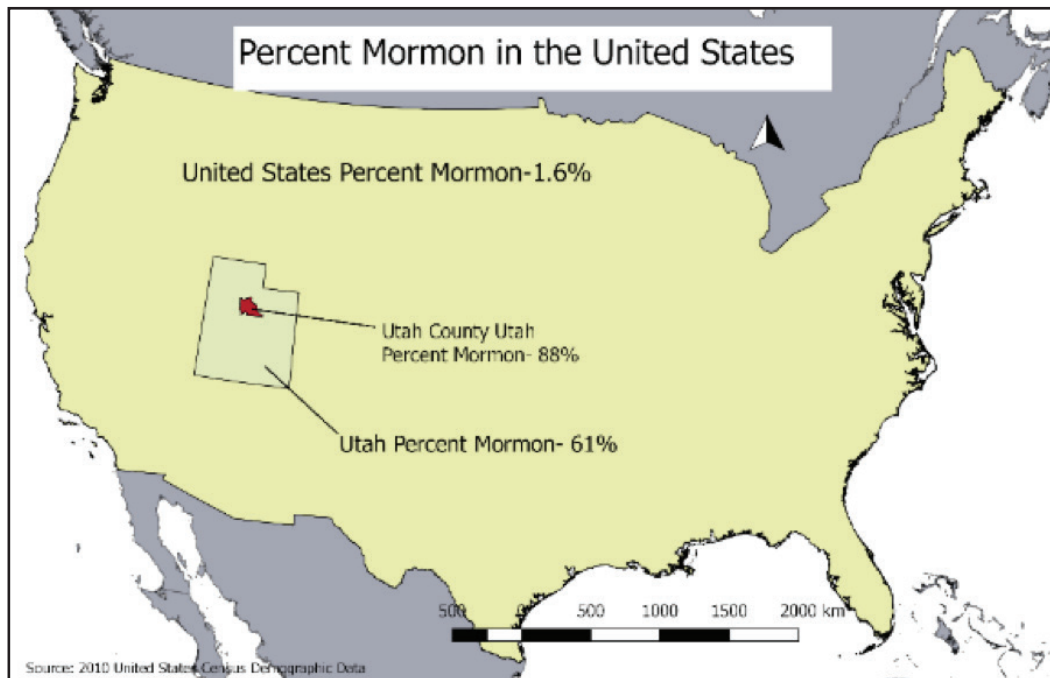 Percent Mormon in the United States
United States Percent Mormon-1.6%
Utah County Utah
Percent Mormon- 88%
Utah Percent Mormon- 61%
500 0 500 1000 1500 2000 km
Source: 2010 United States Census Demographic Data